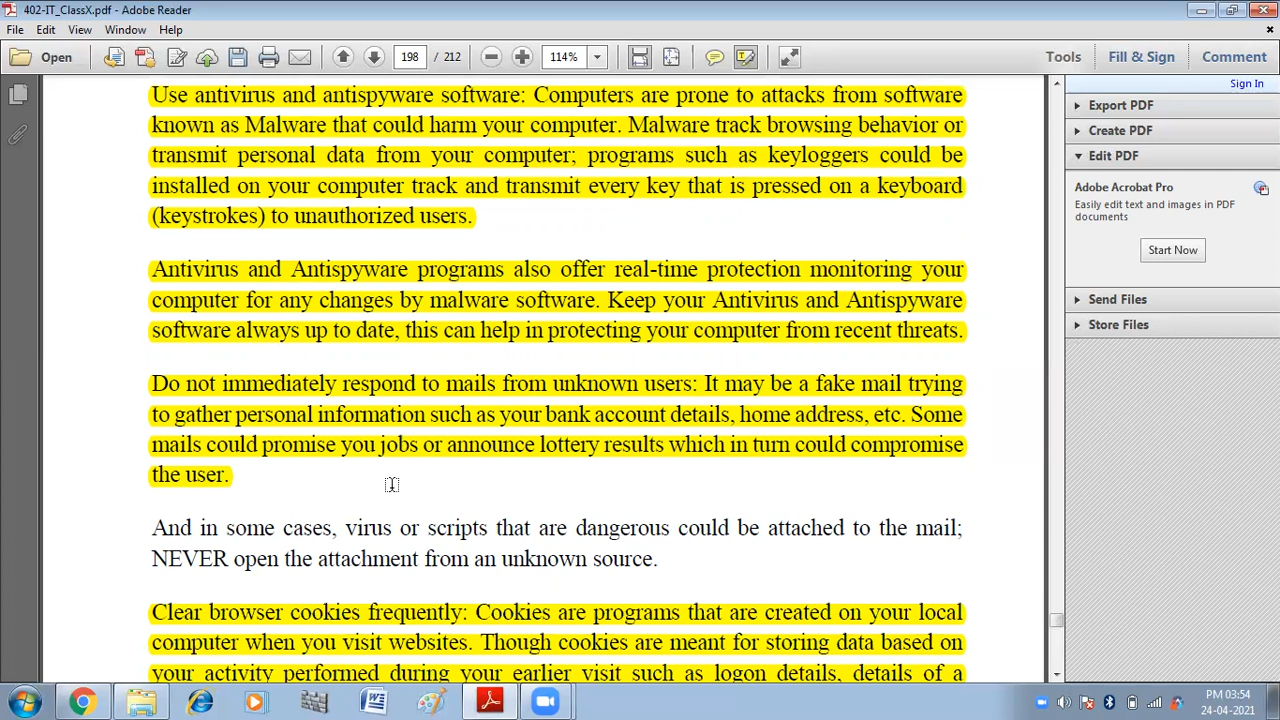 402-IT_ClassX.pdf - Adobe Reader
File Edit View Window Help
Open 198 / 212 114% Tools Fill & Sign Comment
Sign In
Export PDF
Create PDF
Edit PDF
Adobe Acrobat Pro
Easily edit text and images in PDF
documents
Start Now
Send Files
Store Files
Use antivirus and antispyware software: Computers are prone to attacks from software
known as Malware that could harm your computer. Malware track browsing behavior or
transmit personal data from your computer; programs such as keyloggers could be
installed on your computer track and transmit every key that is pressed on a keyboard
(keystrokes) to unauthorized users.
Antivirus and Antispyware programs also offer real-time protection monitoring your
computer for any changes by malware software. Keep your Antivirus and Antispyware
software always up to date, this can help in protecting your computer from recent threats.
Do not immediately respond to mails from unknown users: It may be a fake mail trying
to gather personal information such as your bank account details, home address, etc. Some
mails could promise you jobs or announce lottery results which in turn could compromise
the user.
And in some cases, virus or scripts that are dangerous could be attached to the mail;
NEVER open the attachment from an unknown source.
Clear browser cookies frequently: Cookies are programs that are created on your local
computer when you visit websites. Though cookies are meant for storing data based on
your activity performed during your earlier visit such as logon details, details of a
PM 03:54
24-04-2021